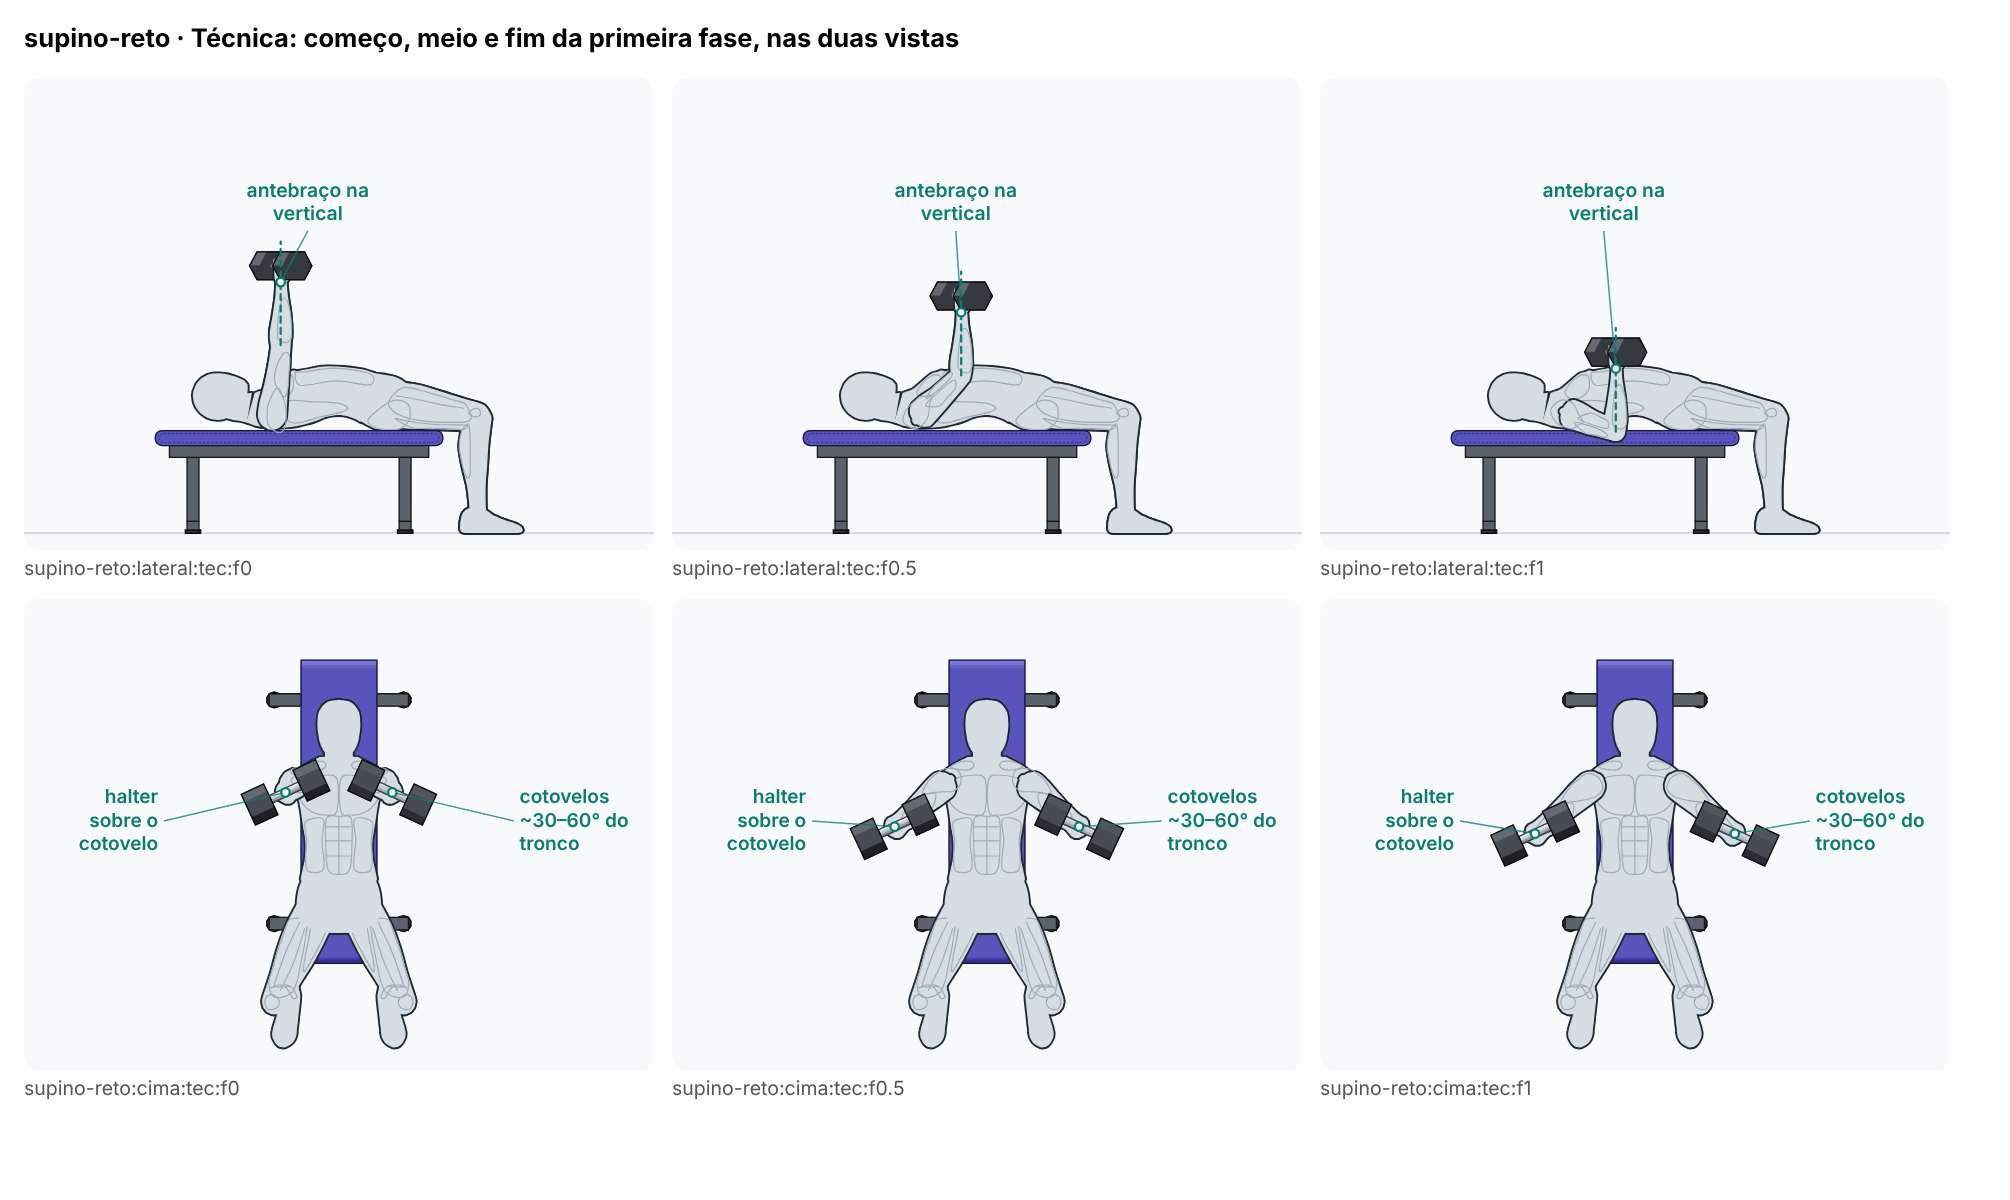 supino-reto · Técnica: começo, meio e fim da primeira fase, nas duas vistas
antebraço na
vertical
antebraço na
vertical
antebraço na
vertical
supino-reto:lateral:tec:f0
supino-reto:lateral:tec:f0.5
supino-reto:lateral:tec:f1
halter
sobre o
cotovelo
cotovelos
~30–60° do
tronco
halter
sobre o
cotovelo
cotovelos
~30–60° do
tronco
halter
sobre o
cotovelo
cotovelos
~30–60° do
tronco
supino-reto:cima:tec:f0
supino-reto:cima:tec:f0.5
supino-reto:cima:tec:f1